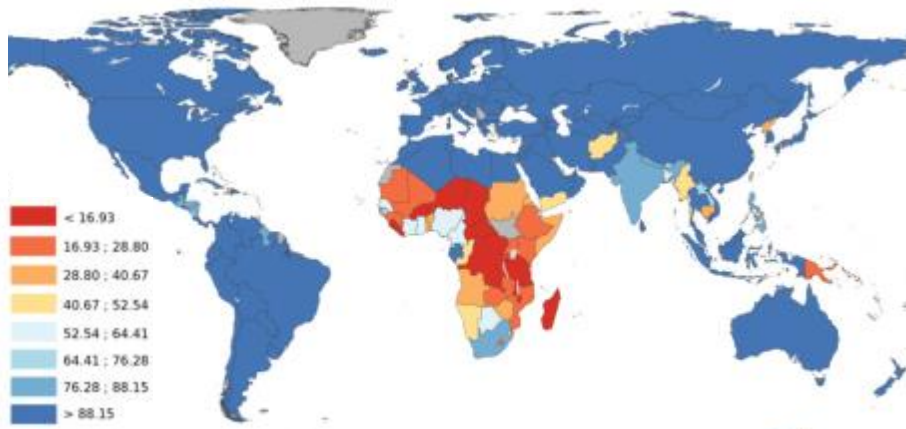 < 16.93
16.93 ; 28.80
28.80 ; 40.67
40.67 ; 52.54
52.54 ; 64.41
64.41 ; 76.28
76.28 ; 88.15
> 88.15